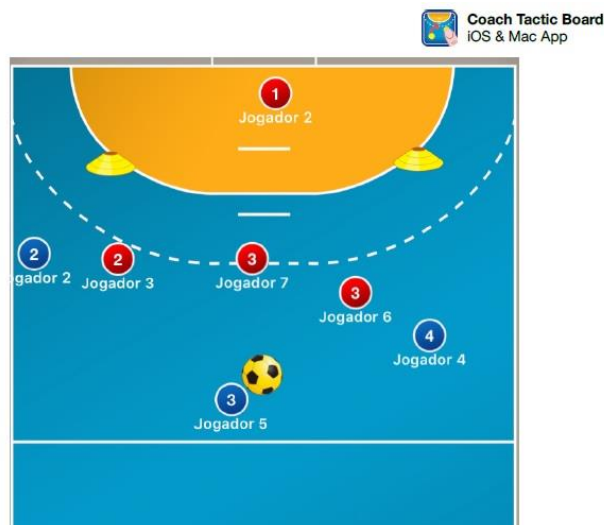 Coach Tactic Board
iOS & Mac App
1
Jogador 2
2
gador 2
2
Jogador 3
3
Jogador 7
3
Jogador 6
4
Jogador 4
3
Jogador 5